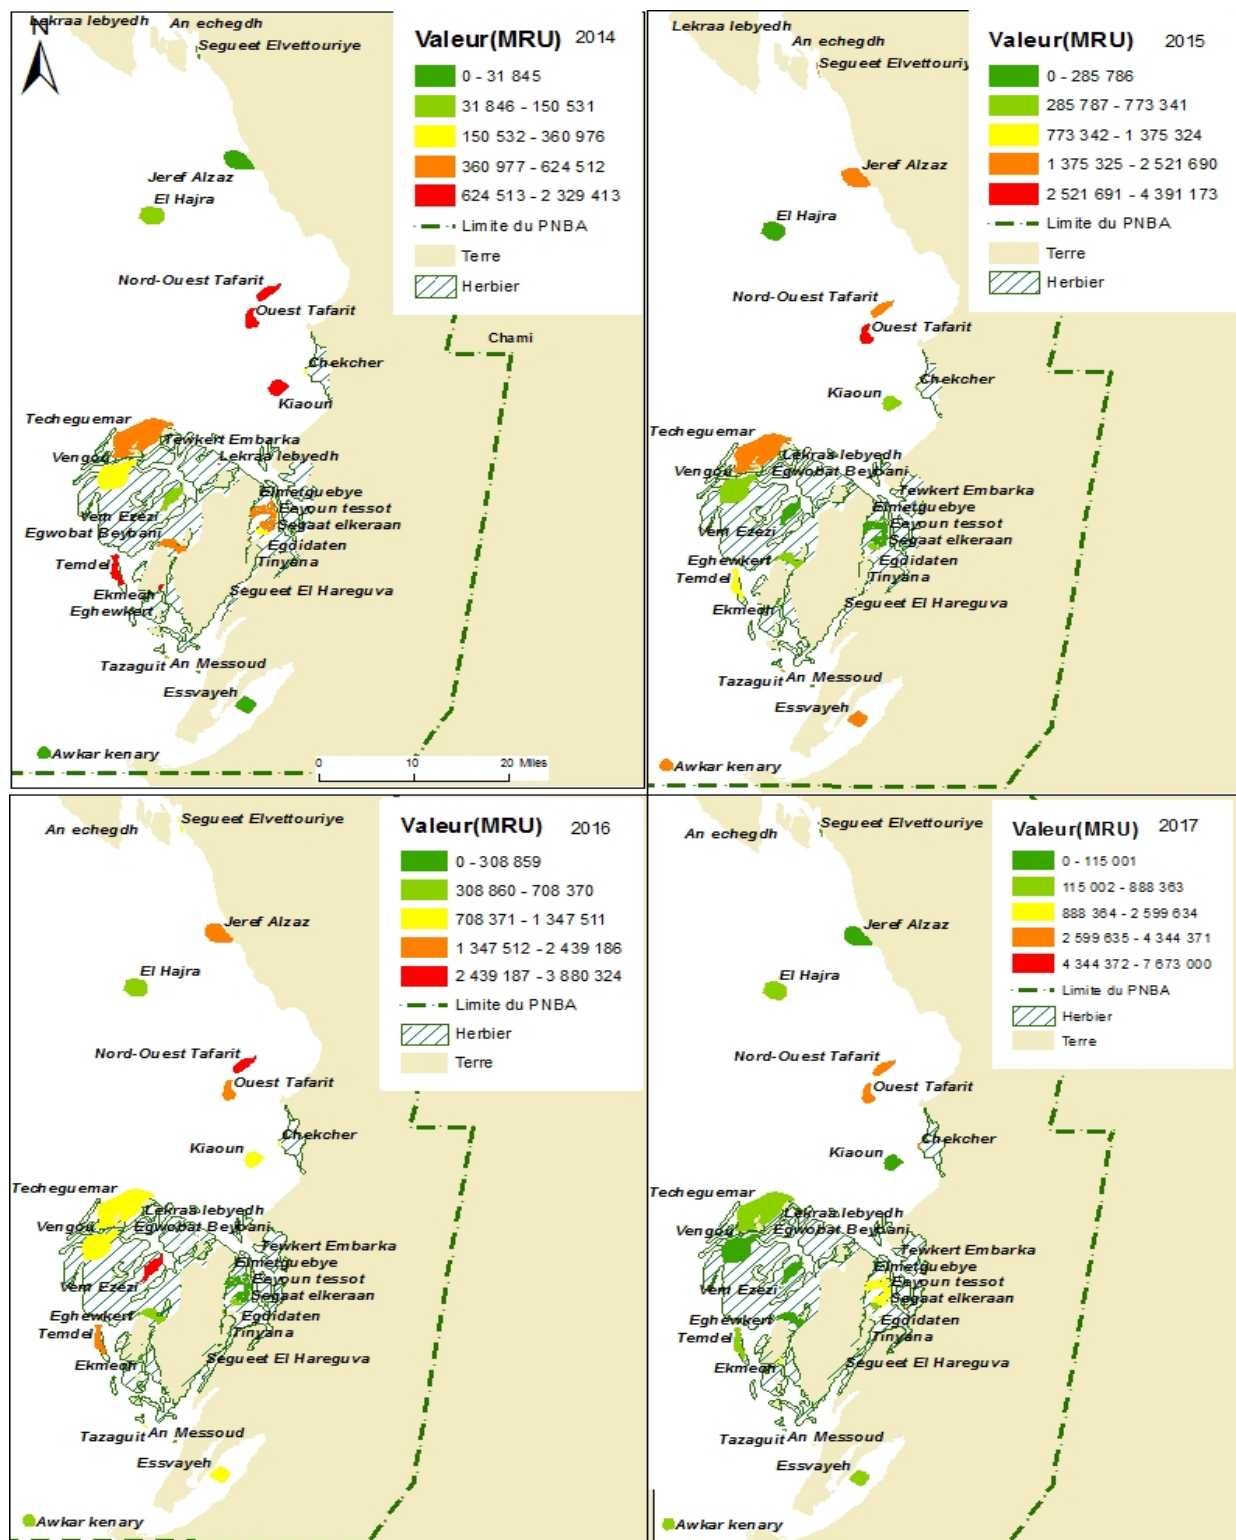 Lekraa lebyedh
An echegdh
N
Segueet Elvettouriye
Valeur(MRU) 2014
0 - 31 845
31 846 - 150 531
150 532 - 360 976
360 977 - 624 512
624 513 - 2 329 413
Limite du PNBA
Terre
Herbier
Jeref Alzaz
El Hajra
Nord-Ouest Tafarit
Ouest Tafarit
Chami
Chekcher
Kiaoun
Techeguemar
Tewkert Embarka
Vengou
Lekraa lebyedh
Elmetguebye
Eeyoun tessot
Vem Ezezi
Segaat elkeraan
Egwobat Beybani
Egdidaten
Temdel
Tinyana
Ekmech
Segueet El Hareguva
Eghewkert
Tazaguit
An Messoud
Essvayeh
Awkar kenary
0 10 20 Miles
Lekraa lebyedh
An echegdh
Segueet Elvettouriy
Valeur(MRU) 2015
0 - 285 786
285 787 - 773 341
773 342 - 1 375 324
1 375 325 - 2 521 690
2 521 691 - 4 391 173
Limite du PNBA
Terre
Herbier
Jeref Alzaz
El Hajra
Nord-Ouest Tafarit
Ouest Tafarit
Chekcher
Kiaoun
Techeguemar
Lekraa lebyedh
Vengou
Egwobat Beybani
Tewkert Embarka
Elmetguebye
Eeyoun tessot
Vem Ezezi
Segaat elkeraan
Eghewkert
Egdidaten
Temdel
Tinyana
Ekmech
Segueet El Hareguva
Tazaguit
An Messoud
Essvayeh
Awkar kenary
An echegdh
Segueet Elvettouriye
Valeur(MRU) 2016
0 - 308 859
308 860 - 708 370
708 371 - 1 347 511
1 347 512 - 2 439 186
2 439 187 - 3 880 324
Limite du PNBA
Herbier
Terre
Jeref Alzaz
El Hajra
Nord-Ouest Tafarit
Ouest Tafarit
Chekcher
Kiaoun
Techeguemar
Lekraa lebyedh
Vengou
Egwobat Beybani
Tewkert Embarka
Elmetguebye
Eeyoun tessot
Vem Ezezi
Segaat elkeraan
Eghewkert
Egdidaten
Temdel
Tinyana
Ekmech
Segueet El Hareguva
Tazaguit
An Messoud
Essvayeh
Awkar kenary
An echegdh
Segueet Elvettouriye
Valeur(MRU) 2017
0 - 115 001
115 002 - 888 363
888 364 - 2 599 634
2 599 635 - 4 344 371
4 344 372 - 7 673 000
Limite du PNBA
Herbier
Terre
Jeref Alzaz
El Hajra
Nord-Ouest Tafarit
Ouest Tafarit
Chekcher
Kiaoun
Techeguemar
Lekraa lebyedh
Vengou
Egwobat Beybani
Tewkert Embarka
Elmetguebye
Eeyoun tessot
Vem Ezezi
Segaat elkeraan
Eghewkert
Egdidaten
Temdel
Tinyana
Ekmech
Segueet El Hareguva
Tazaguit
An Messoud
Essvayeh
Awkar kenary